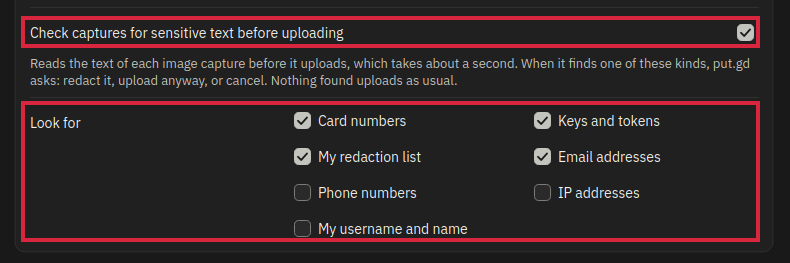 Check captures for sensitive text before uploading
Reads the text of each image capture before it uploads, which takes about a second. When it finds one of these kinds, put.gd
asks: redact it, upload anyway, or cancel. Nothing found uploads as usual.
Look for
Card numbers
Keys and tokens
My redaction list
Email addresses
Phone numbers
IP addresses
My username and name